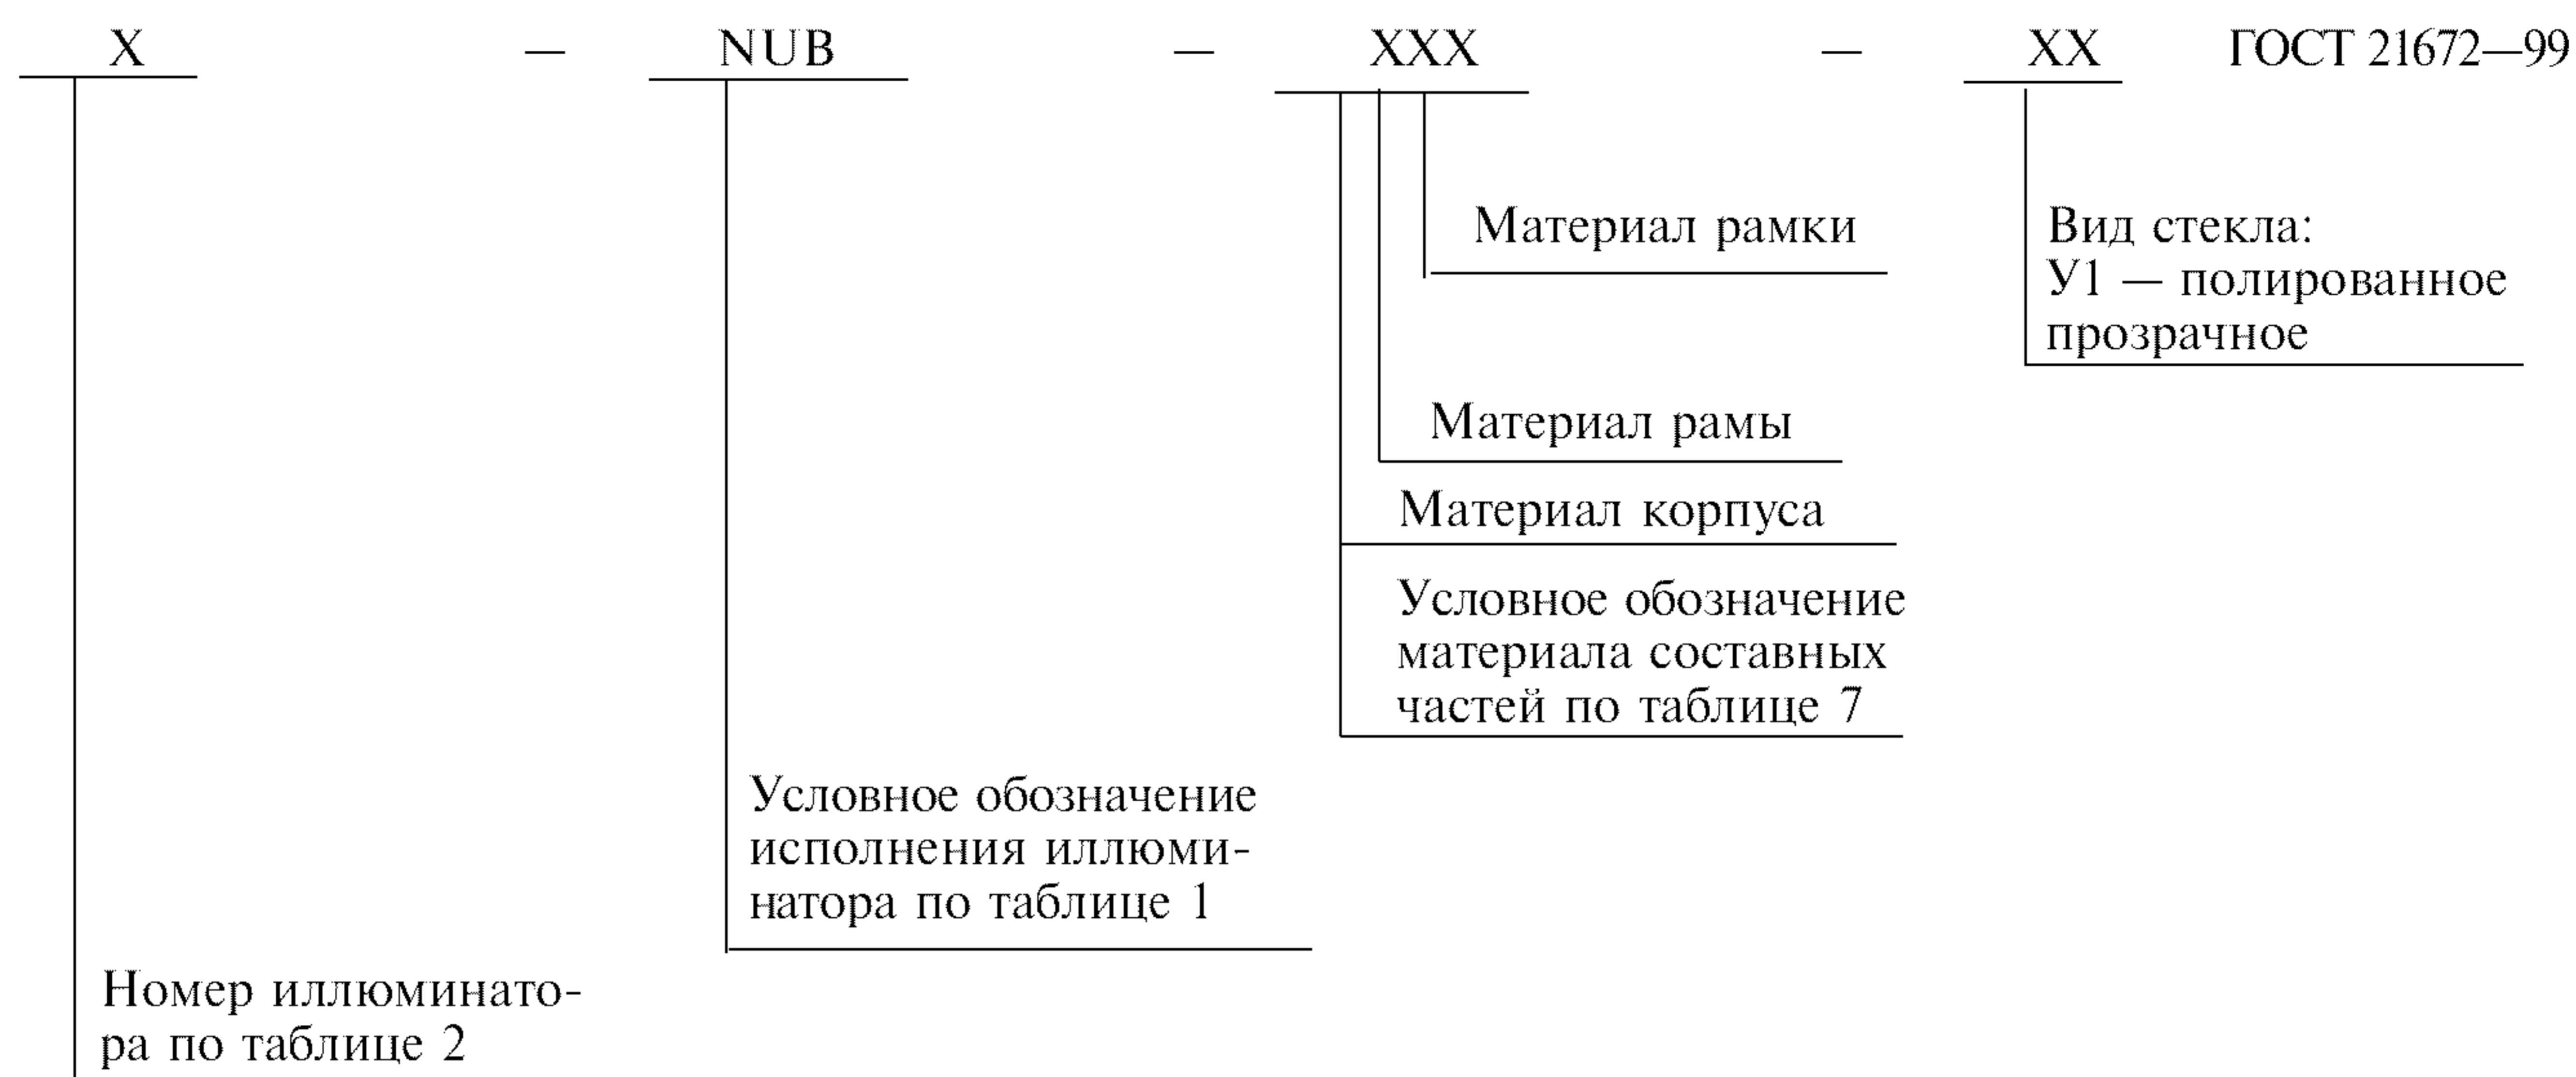 X — NUB — XXX — XX ГОСТ 21672—99
Материал рамки
Вид стекла:
У1 — полированное
прозрачное
Материал рамы
Материал корпуса
Условное обозначение
материала составных
частей по таблице 7
Условное обозначение
исполнения иллюми-
натора по таблице 1
Номер иллюминато-
ра по таблице 2